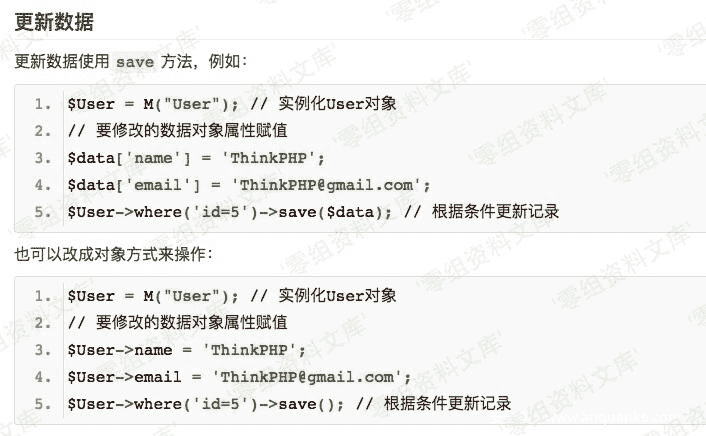 更新数据
更新数据使用 save 方法，例如：
1. $User = M("User"); // 实例化User对象
2. // 要修改的数据对象属性赋值
3. $data['name'] = 'ThinkPHP';
4. $data['email'] = 'ThinkPHP@gmail.com';
5. $User->where('id=5')->save($data); // 根据条件更新记录
也可以改成对象方式来操作：
1. $User = M("User"); // 实例化User对象
2. // 要修改的数据对象属性赋值
3. $User->name = 'ThinkPHP';
4. $User->email = 'ThinkPHP@gmail.com';
5. $User->where('id=5')->save(); // 根据条件更新记录
'零组资料文库'